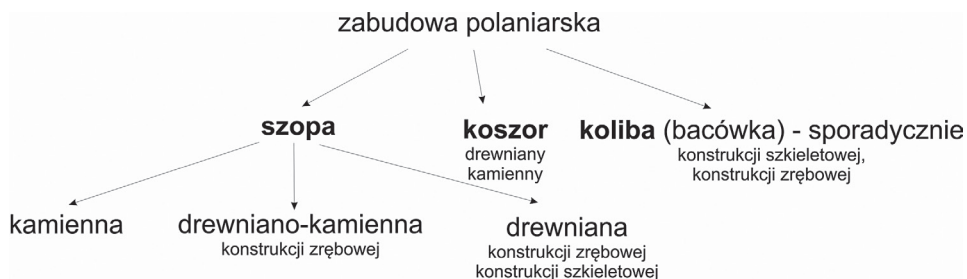 zabudowa polaniarska
szopa
koszor
drewniany
kamienny
koliba (bacówka) - sporadycznie
konstrukcji szkieletowej,
konstrukcji zrębowej
kamienna
drewniano-kamienna
konstrukcji zrębowej
drewniana
konstrukcji zrębowej
konstrukcji szkieletowej